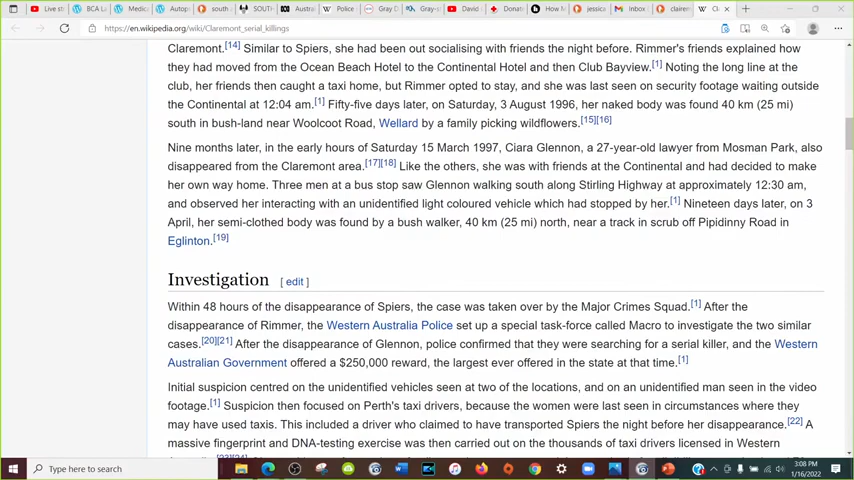 Live st
BCA L
Medic
Autop
south
SOUTH
Austral
Police
Gray D
Gray-s
David
Donat
How M
jessica
Inbox
clairem
Cl
https://en.wikipedia.org/wiki/Claremont_serial_killings
Claremont.[14] Similar to Spiers, she had been out socialising with friends the night before. Rimmer's friends explained how
they had moved from the Ocean Beach Hotel to the Continental Hotel and then Club Bayview.[1] Noting the long line at the
club, her friends then caught a taxi home, but Rimmer opted to stay, and she was last seen on security footage waiting outside
the Continental at 12:04 am.[1] Fifty-five days later, on Saturday, 3 August 1996, her naked body was found 40 km (25 mi)
south in bush-land near Woolcoot Road, Wellard by a family picking wildflowers.[15][16]
Nine months later, in the early hours of Saturday 15 March 1997, Ciara Glennon, a 27-year-old lawyer from Mosman Park, also
disappeared from the Claremont area.[17][18] Like the others, she was with friends at the Continental and had decided to make
her own way home. Three men at a bus stop saw Glennon walking south along Stirling Highway at approximately 12:30 am,
and observed her interacting with an unidentified light coloured vehicle which had stopped by her.[1] Nineteen days later, on 3
April, her semi-clothed body was found by a bush walker, 40 km (25 mi) north, near a track in scrub off Pipidinny Road in
Eglinton.[19]
Investigation [ edit ]
Within 48 hours of the disappearance of Spiers, the case was taken over by the Major Crimes Squad.[1] After the
disappearance of Rimmer, the Western Australia Police set up a special task-force called Macro to investigate the two similar
cases.[20][21] After the disappearance of Glennon, police confirmed that they were searching for a serial killer, and the Western
Australian Government offered a $250,000 reward, the largest ever offered in the state at that time.[1]
Initial suspicion centred on the unidentified vehicles seen at two of the locations, and on an unidentified man seen in the video
footage.[1] Suspicion then focused on Perth's taxi drivers, because the women were last seen in circumstances where they
may have used taxis. This included a driver who claimed to have transported Spiers the night before her disappearance.[22] A
massive fingerprint and DNA-testing exercise was then carried out on the thousands of taxi drivers licensed in Western
Type here to search
3:08 PM
1/16/2022